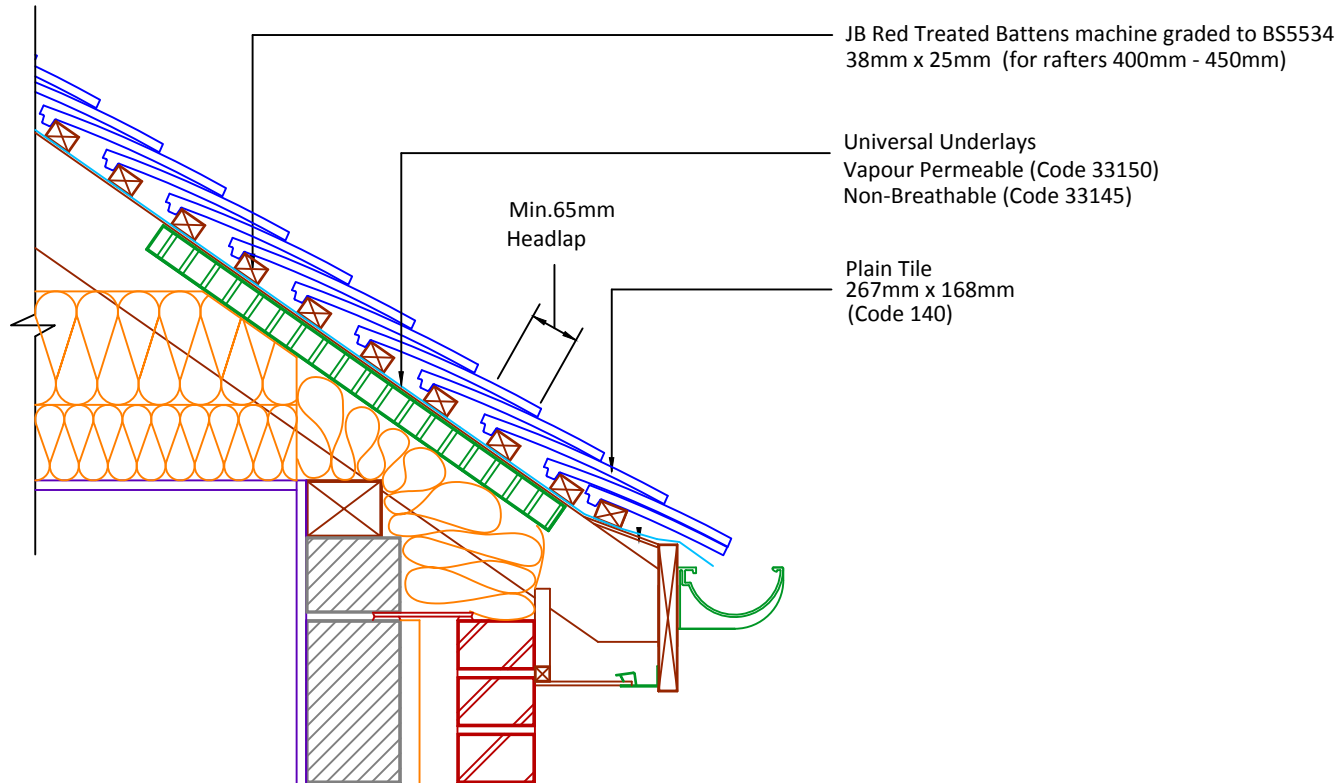 JB Red Treated Battens machine graded to BS5534
38mm x 25mm (for rafters 400mm - 450mm)
Universal Underlays
Vapour Permeable (Code 33150)
Non-Breathable (Code 33145)
Min.65mm
Headlap
Plain Tile
267mm x 168mm
(Code 140)